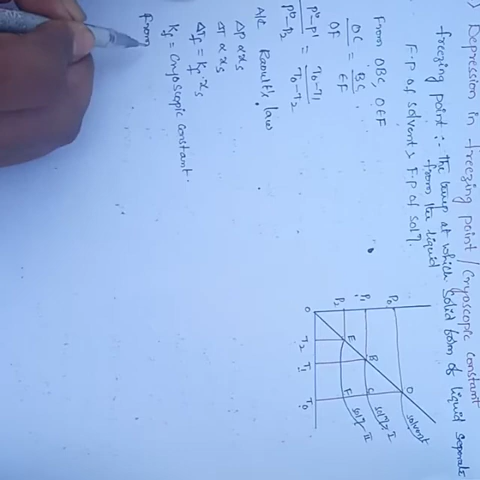 ) Depression in freezing point / Cryoscopic constant
freezing point :- The temp at which solid form of liquid separate
from the liquid
F.P of solvent > F.P of solⁿ.
From OBC, OEF
OC/OF = BC/EF
P⁰-P₁/P⁰-P₂ = T₀-T₁/T₀-T₂
A/c Raoult's law
ΔP ∝ xs
ΔT ∝ xs
ΔTf = Kf . xs
Kf = Cryoscopic constant.
from
P₀
P₁
P₂
O
D
B
C
E
F
solvent
solⁿ-I
solⁿ-II
T₂
T₁
T₀